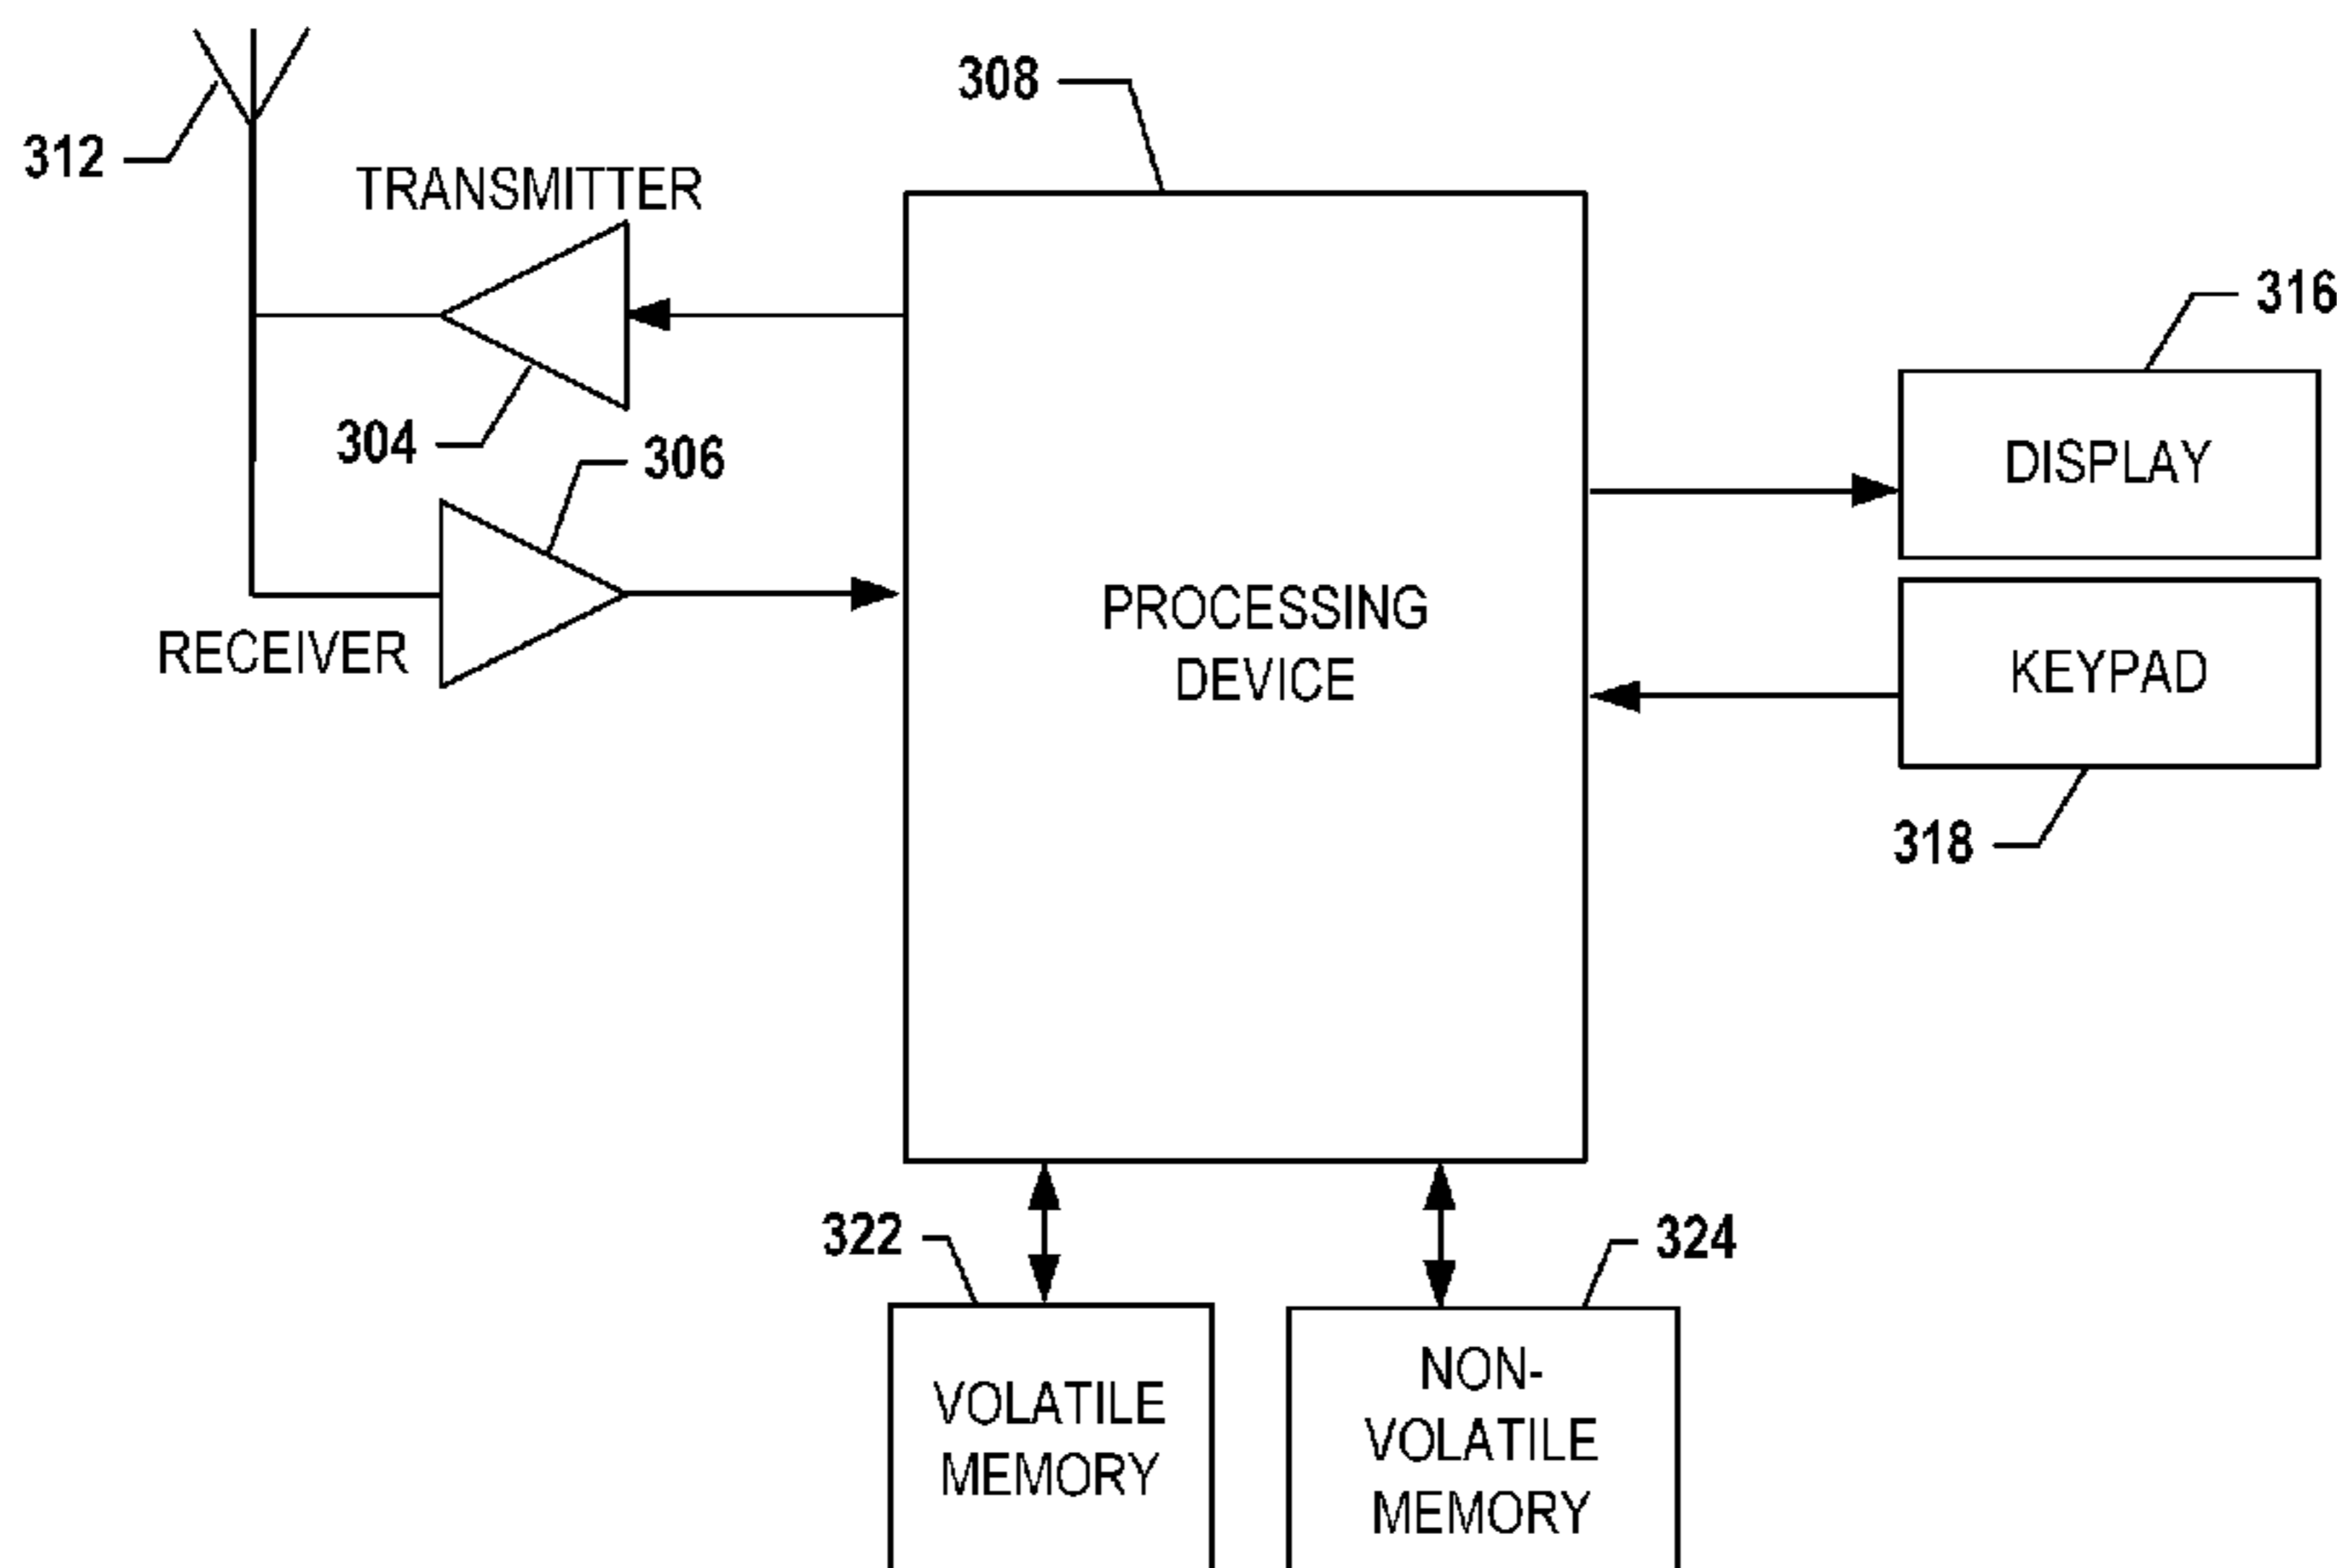 308
312
TRANSMITTER
316
304
306
DISPLAY
PROCESSING
DEVICE
RECEIVER
KEYPAD
318
322
324
VOLATILE
MEMORY
NON-
VOLATILE
MEMORY